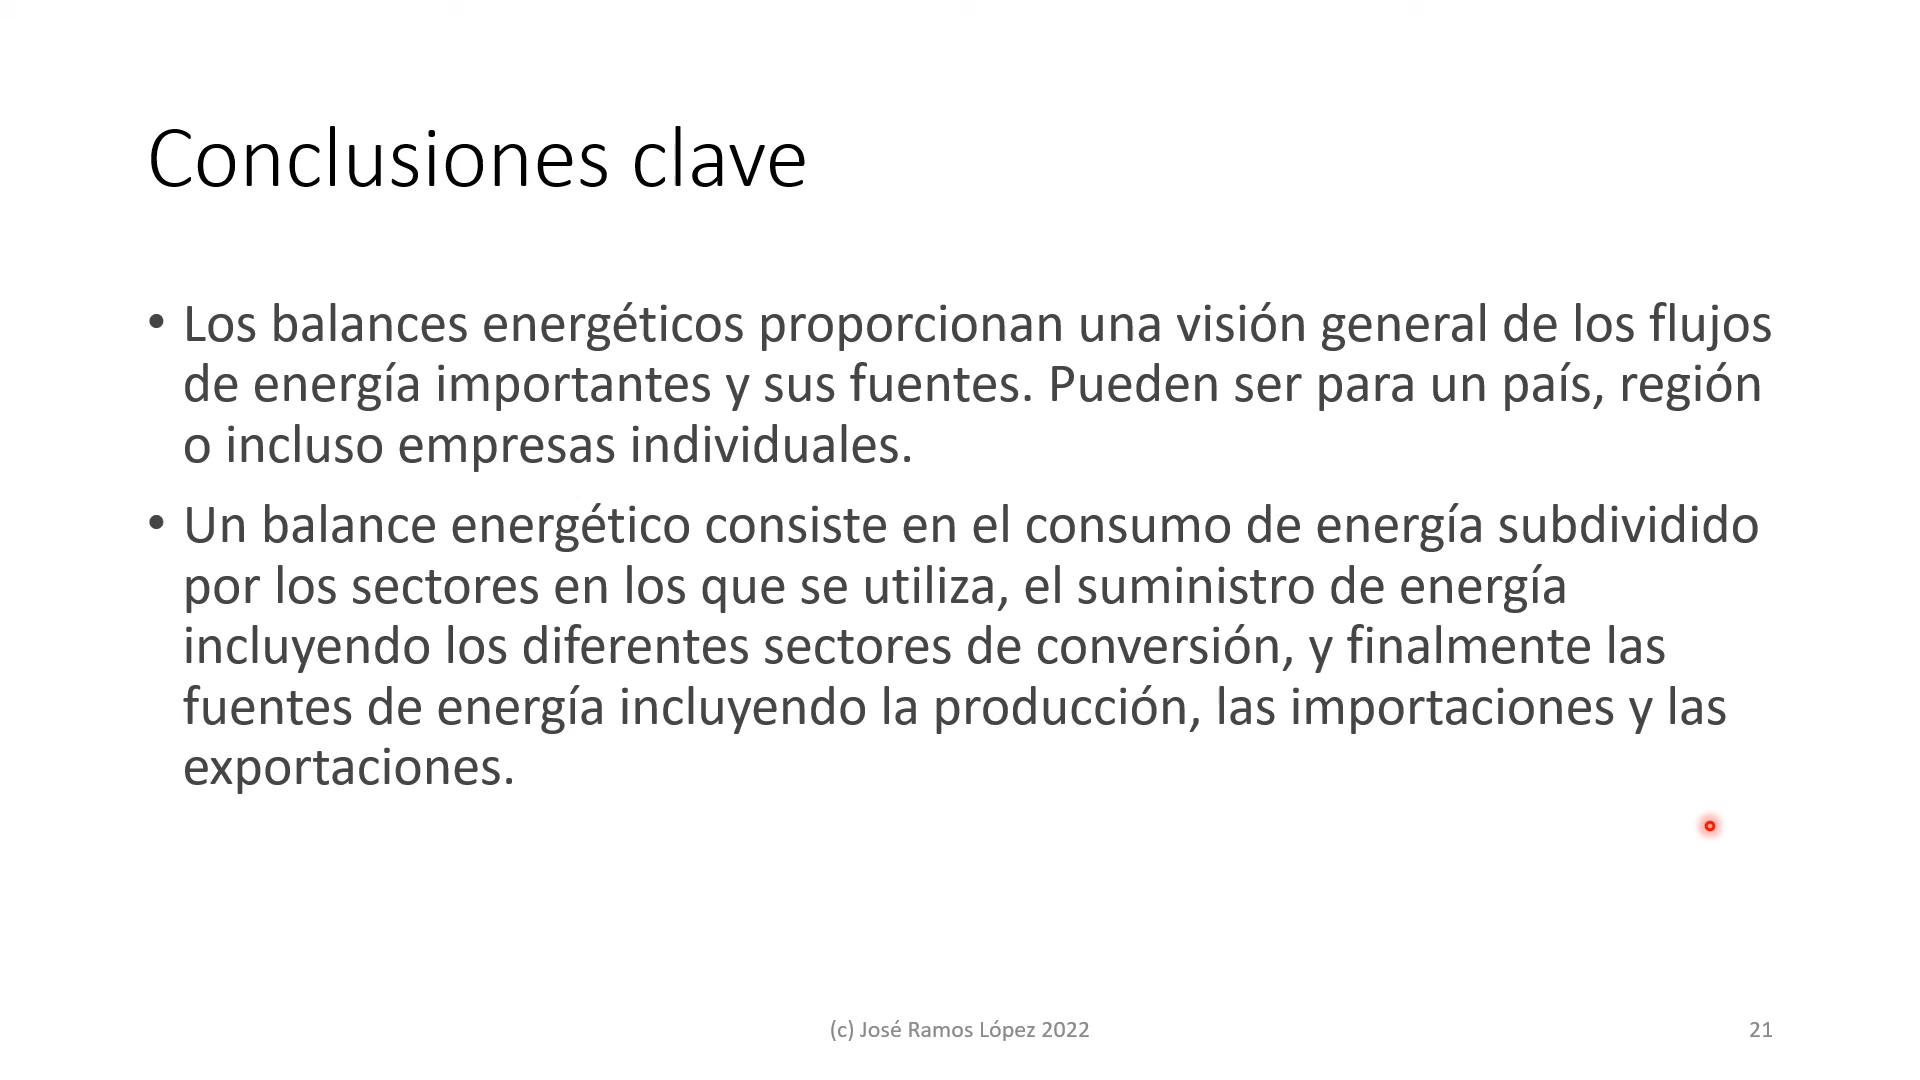 Conclusiones clave
• Los balances energéticos proporcionan una visión general de los flujos
de energía importantes y sus fuentes. Pueden ser para un país, región
o incluso empresas individuales.
• Un balance energético consiste en el consumo de energía subdividido
por los sectores en los que se utiliza, el suministro de energía
incluyendo los diferentes sectores de conversión, y finalmente las
fuentes de energía incluyendo la producción, las importaciones y las
exportaciones.
(c) José Ramos López 2022
21